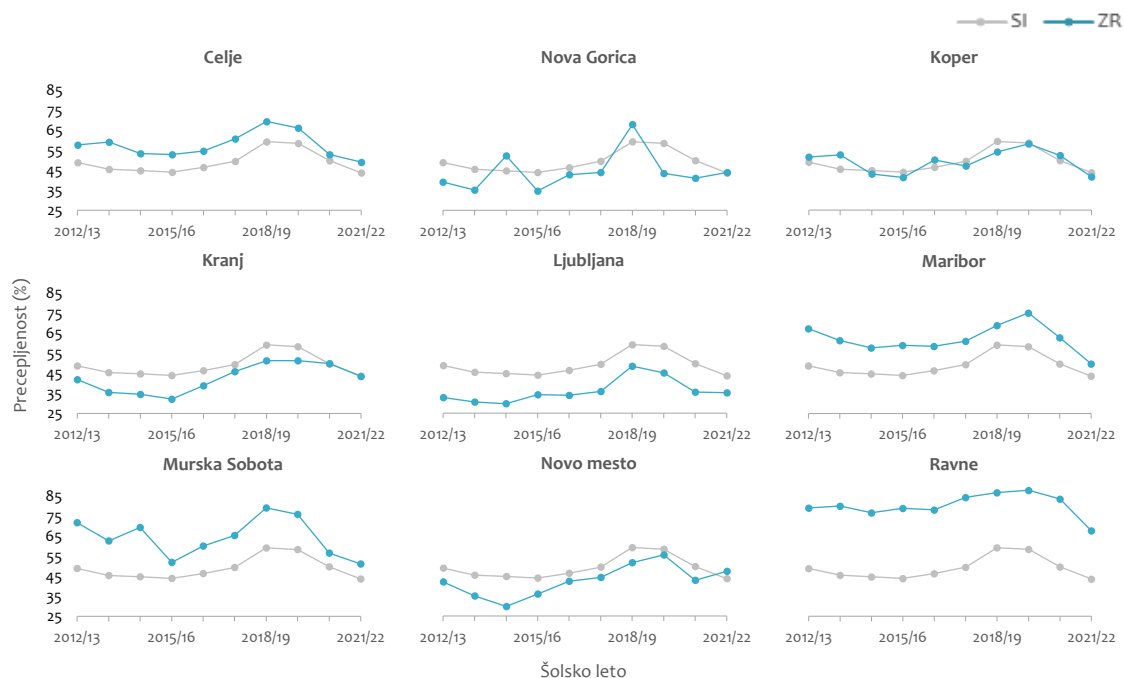 SI ZR
Celje Nova Gorica Koper
85
75
65
55
45
35
25
2012/13 2015/16 2018/19 2021/22 2012/13 2015/16 2018/19 2021/22 2012/13 2015/16 2018/19 2021/22
Kranj Ljubljana Maribor
Precepljenost (%)
85
75
65
55
45
35
25
2012/13 2015/16 2018/19 2021/22 2012/13 2015/16 2018/19 2021/22 2012/13 2015/16 2018/19 2021/22
Murska Sobota Novo mesto Ravne
85
75
65
55
45
35
25
2012/13 2015/16 2018/19 2021/22 2012/13 2015/16 2018/19 2021/22 2012/13 2015/16 2018/19 2021/22
Šolsko leto